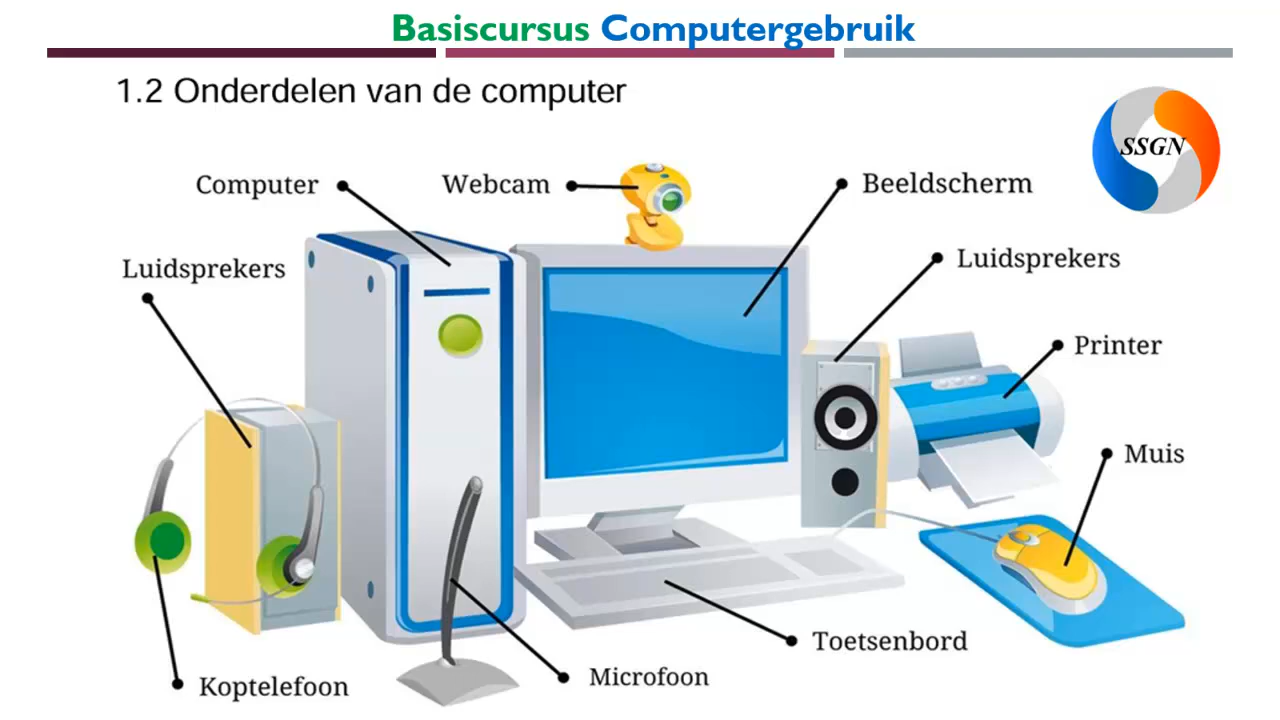 Basiscursus Computergebruik
1.2 Onderdelen van de computer
SSGN
Computer
Webcam
Beeldscherm
Luidsprekers
Luidsprekers
Printer
Muis
Toetsenbord
Microfoon
Koptelefoon